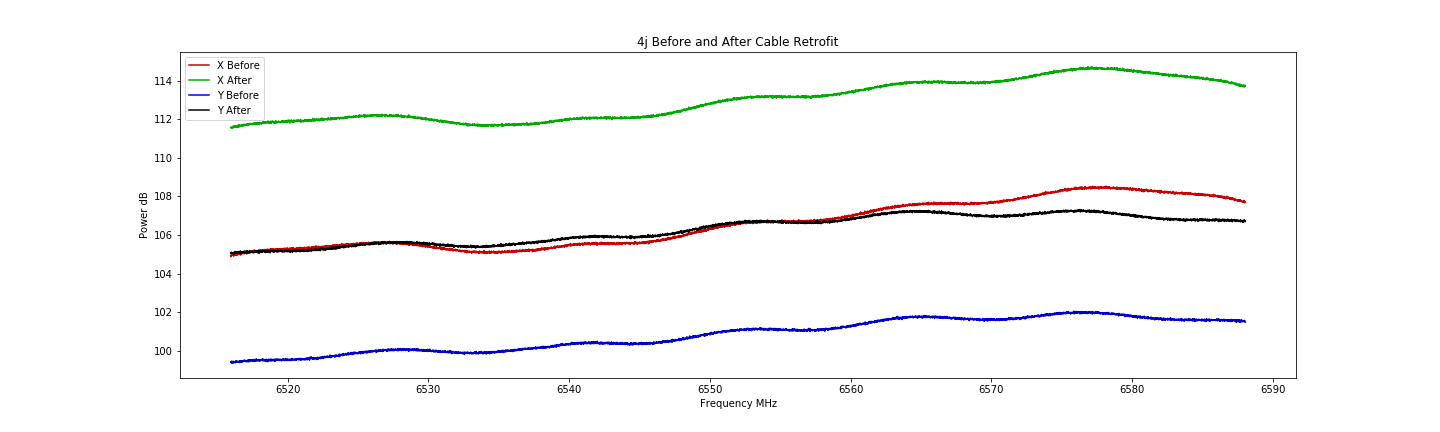 4j Before and After Cable Retrofit
X Before
X After
Y Before
Y After
114
112
110
108
106
104
102
100
Power dB
6520 6530 6540 6550 6560 6570 6580 6590
Frequency MHz